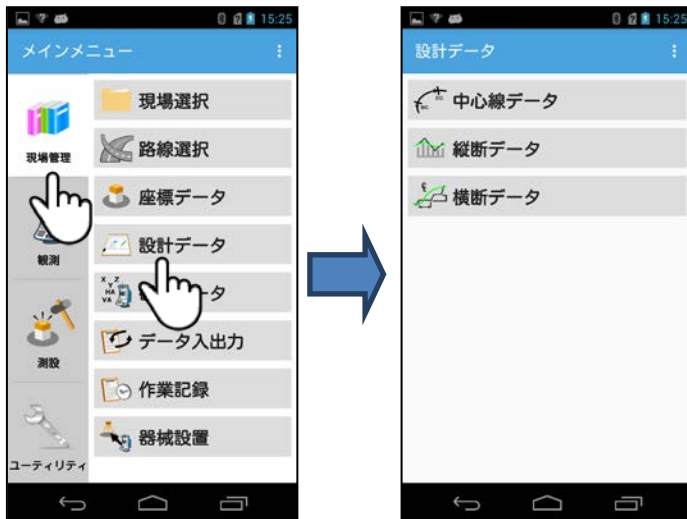 15:25
メインメニュー
現場管理
観測
測設
ユーティリティ
現場選択
路線選択
座標データ
設計データ
X Y Z
HA
VA
ータ
データ入出力
作業記録
器械設置
15:25
設計データ
中心線データ
縦断データ
横断データ